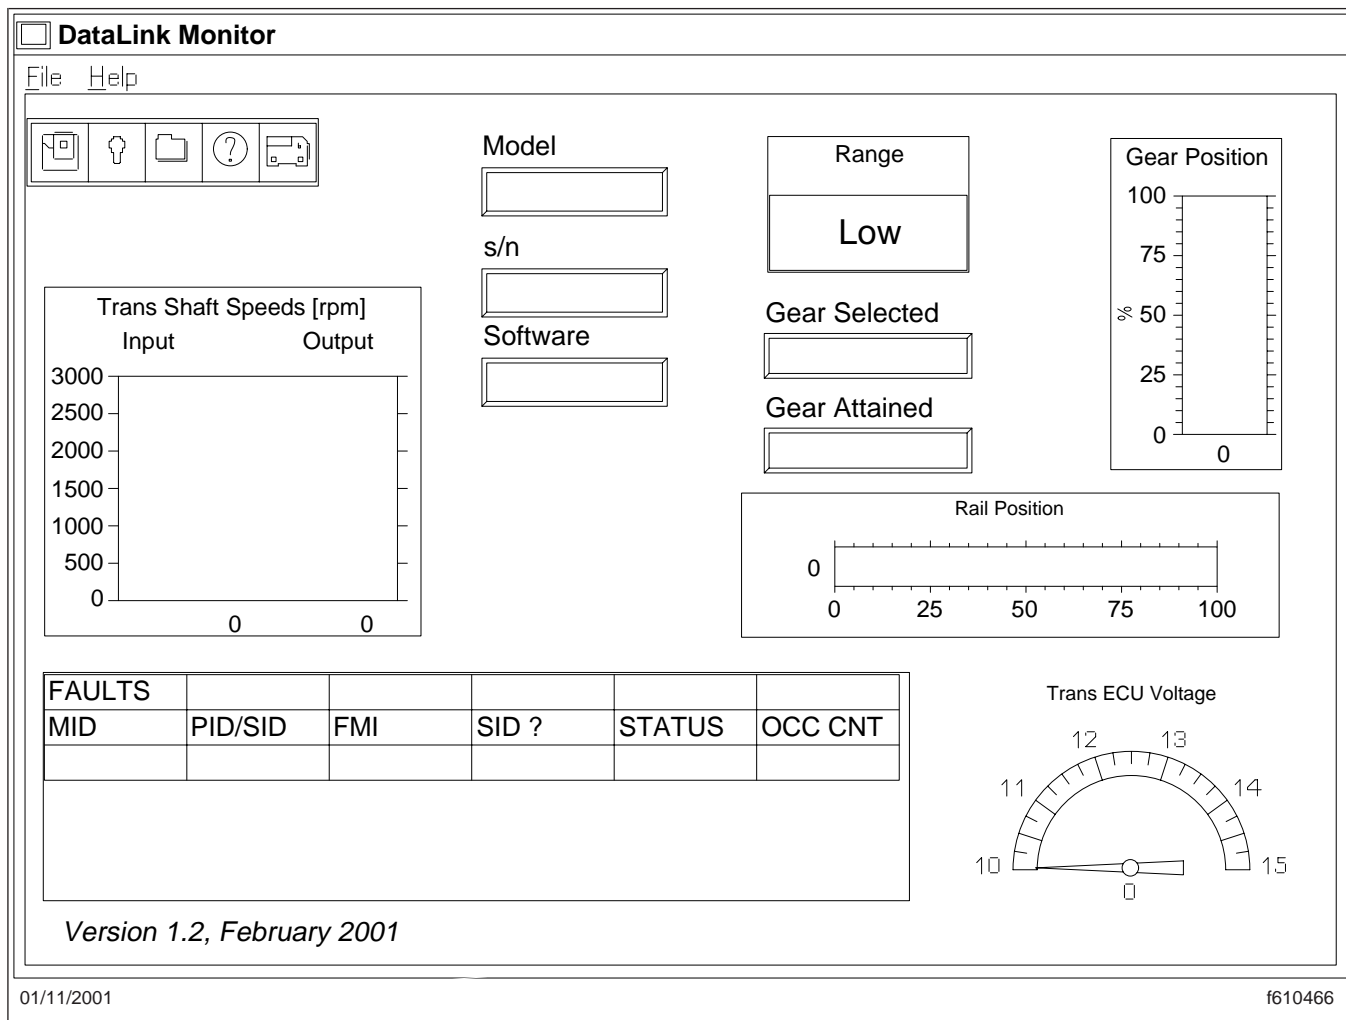 DataLink Monitor
File Help
Model
s/n
Software
Range
Low
Gear Selected
Gear Attained
Gear Position
100
75
% 50
25
0
0
Trans Shaft Speeds [rpm]
Input Output
3000
2500
2000
1500
1000
500
0
0 0
Rail Position
0
0 25 50 75 100
FAULTS
MID PID/SID FMI SID ? STATUS OCC CNT
Trans ECU Voltage
10 11 12 13 14 15
0
Version 1.2, February 2001
01/11/2001 f610466